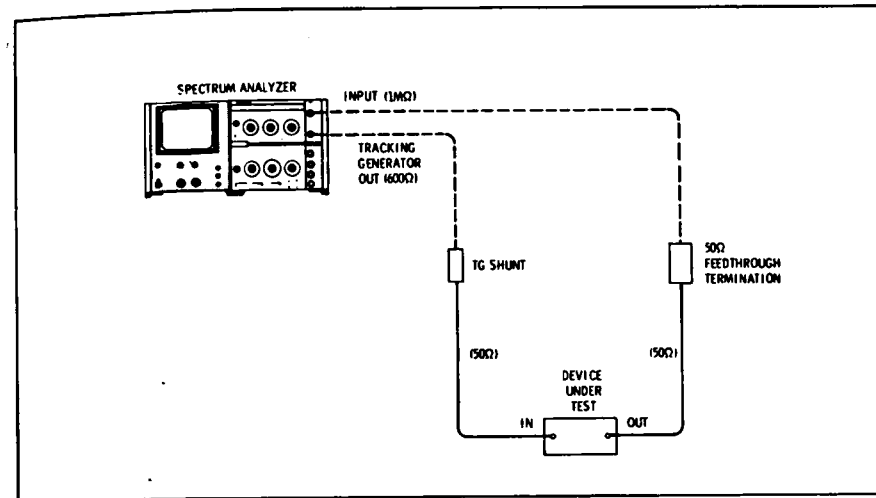 SPECTRUM ANALYZER
INPUT (1MΩ)
TRACKING
GENERATOR
OUT (600Ω)
TG SHUNT
50Ω
FEEDTHROUGH
TERMINATION
(50Ω)
(50Ω)
DEVICE
UNDER
TEST
IN
OUT